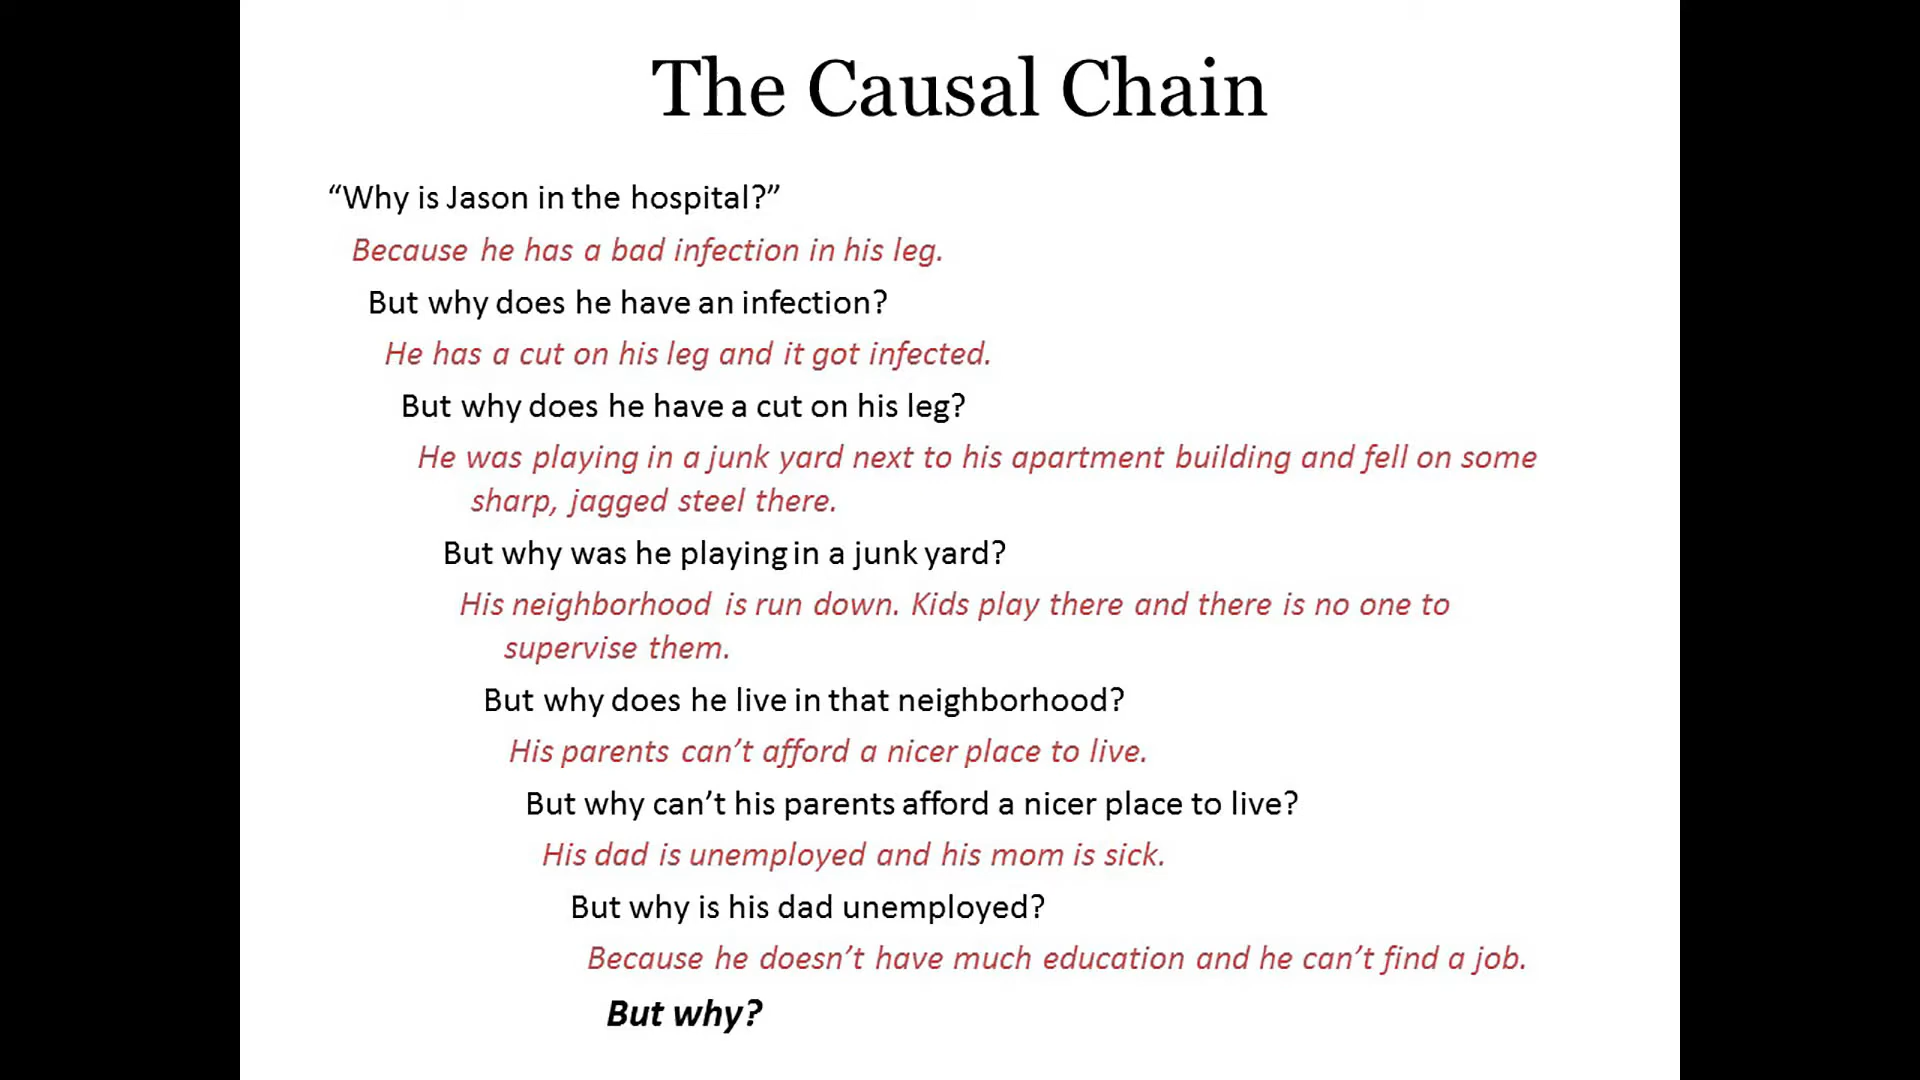 The Causal Chain
“Why is Jason in the hospital?”
Because he has a bad infection in his leg.
But why does he have an infection?
He has a cut on his leg and it got infected.
But why does he have a cut on his leg?
He was playing in a junk yard next to his apartment building and fell on some
sharp, jagged steel there.
But why was he playing in a junk yard?
His neighborhood is run down. Kids play there and there is no one to
supervise them.
But why does he live in that neighborhood?
His parents can’t afford a nicer place to live.
But why can’t his parents afford a nicer place to live?
His dad is unemployed and his mom is sick.
But why is his dad unemployed?
Because he doesn’t have much education and he can’t find a job.
But why?